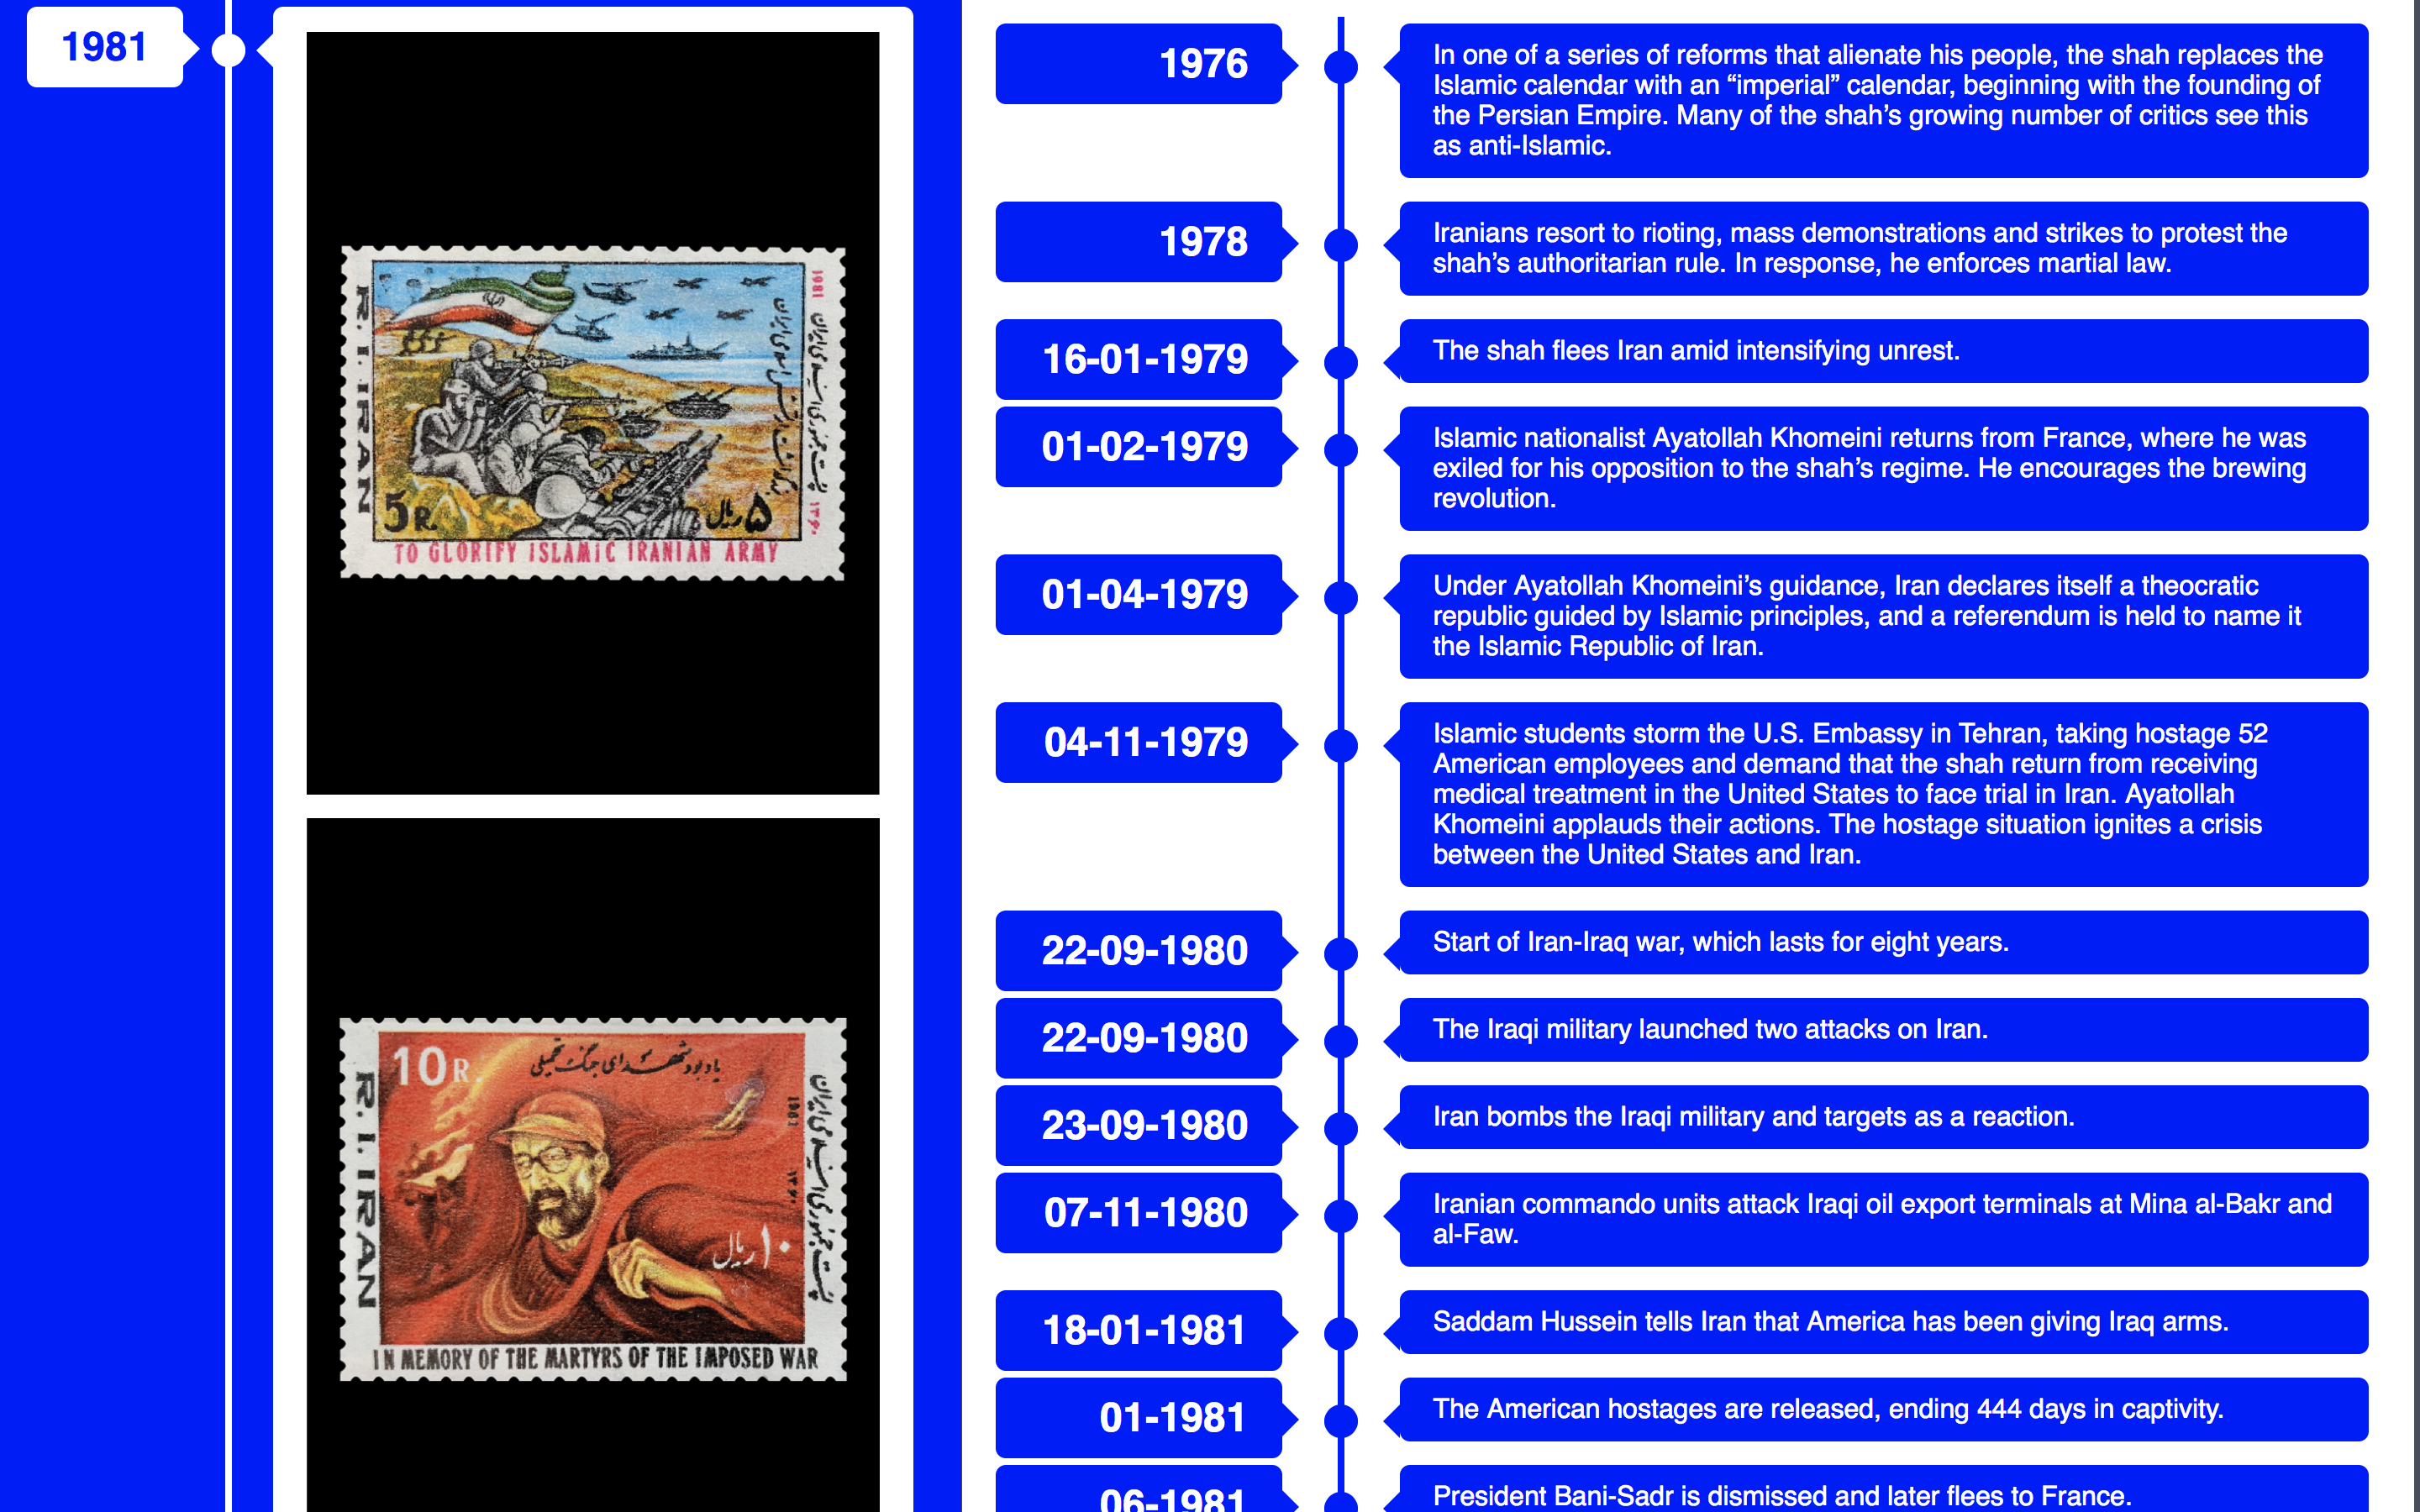 1981
R. I. IRAN
1981
پست جمهوری اسلامی ایران
۱۳۶۰
5R.
۵ ریال
TO GLORIFY ISLAMIC IRANIAN ARMY
10R.
یادبود شهدای جنگ تحمیلی
R. I. IRAN
1981
۱۳۶۰
پست جمهوری اسلامی ایران
۱۰ ریال
IN MEMORY OF THE MARTYRS OF THE IMPOSED WAR
1976
In one of a series of reforms that alienate his people, the shah replaces the
Islamic calendar with an “imperial” calendar, beginning with the founding of
the Persian Empire. Many of the shah’s growing number of critics see this
as anti-Islamic.
1978
Iranians resort to rioting, mass demonstrations and strikes to protest the
shah’s authoritarian rule. In response, he enforces martial law.
16-01-1979
The shah flees Iran amid intensifying unrest.
01-02-1979
Islamic nationalist Ayatollah Khomeini returns from France, where he was
exiled for his opposition to the shah’s regime. He encourages the brewing
revolution.
01-04-1979
Under Ayatollah Khomeini’s guidance, Iran declares itself a theocratic
republic guided by Islamic principles, and a referendum is held to name it
the Islamic Republic of Iran.
04-11-1979
Islamic students storm the U.S. Embassy in Tehran, taking hostage 52
American employees and demand that the shah return from receiving
medical treatment in the United States to face trial in Iran. Ayatollah
Khomeini applauds their actions. The hostage situation ignites a crisis
between the United States and Iran.
22-09-1980
Start of Iran-Iraq war, which lasts for eight years.
22-09-1980
The Iraqi military launched two attacks on Iran.
23-09-1980
Iran bombs the Iraqi military and targets as a reaction.
07-11-1980
Iranian commando units attack Iraqi oil export terminals at Mina al-Bakr and
al-Faw.
18-01-1981
Saddam Hussein tells Iran that America has been giving Iraq arms.
01-1981
The American hostages are released, ending 444 days in captivity.
06-1981
President Bani-Sadr is dismissed and later flees to France.